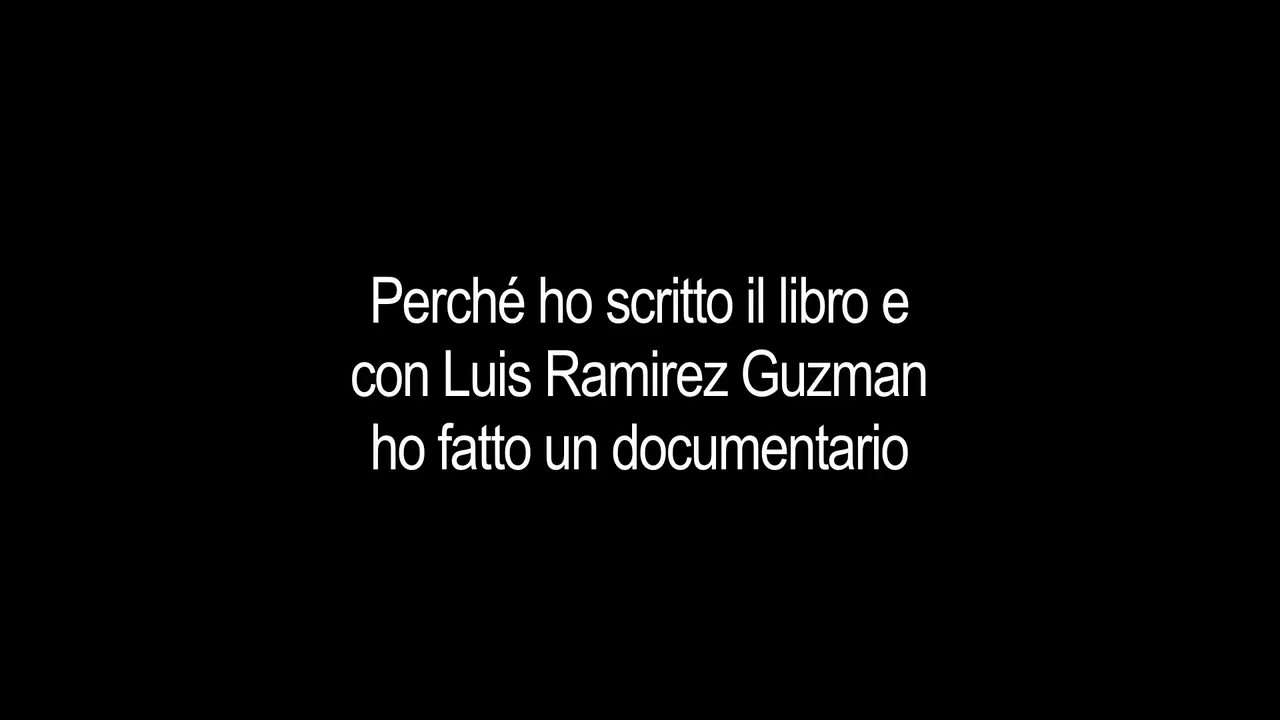 Perché ho scritto il libro e
con Luis Ramirez Guzman
ho fatto un documentario